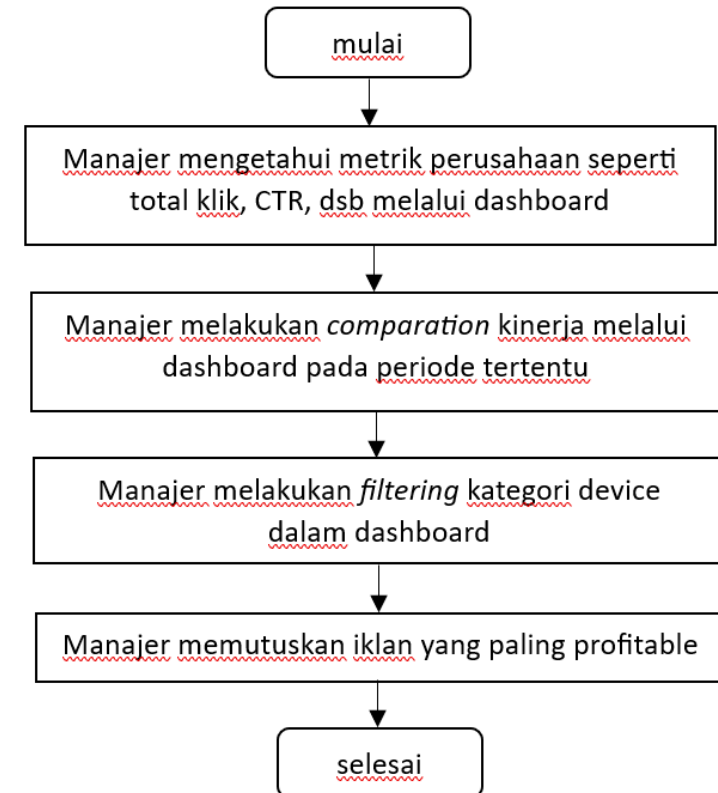 mulai
Manajer mengetahui metrik perusahaan seperti
total klik, CTR, dsb melalui dashboard
Manajer melakukan comparation kinerja melalui
dashboard pada periode tertentu
Manajer melakukan filtering kategori device
dalam dashboard
Manajer memutuskan iklan yang paling profitable
selesai